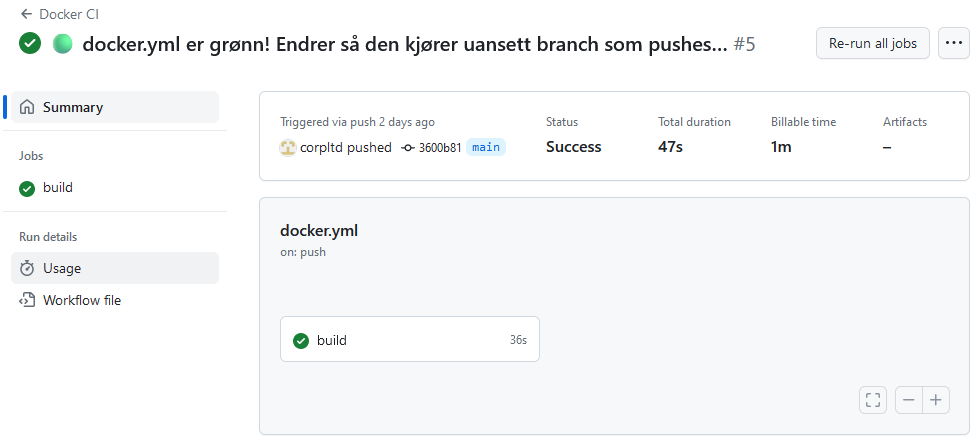 Docker CI
docker.yml er grønn! Endrer så den kjører uansett branch som pushes... #5
Re-run all jobs
Summary
Jobs
build
Run details
Usage
Workflow file
Triggered via push 2 days ago
corpltd pushed 3600b81 main
Status
Success
Total duration
47s
Billable time
1m
Artifacts
–
docker.yml
on: push
build 36s